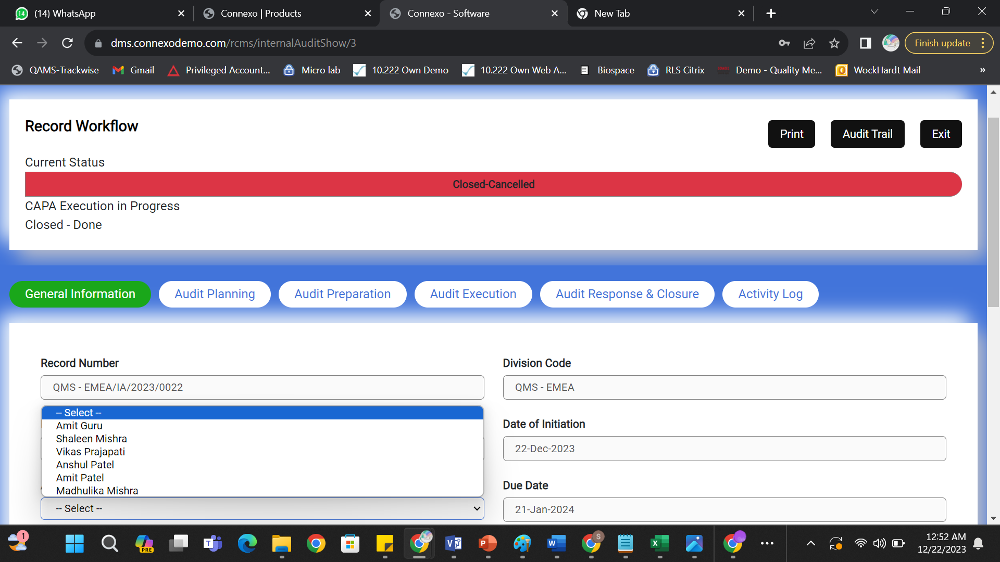 (14) WhatsApp
Connexo | Products
Connexo - Software
New Tab
dms.connexodemo.com/rcms/internalAuditShow/3
Finish update
QAMS-Trackwise
Gmail
Privileged Account...
Micro lab
10.222 Own Demo
10.222 Own Web A...
Biospace
RLS Citrix
Demo - Quality Me...
WockHardt Mail
»
Record Workflow
Print
Audit Trail
Exit
Current Status
Closed-Cancelled
CAPA Execution in Progress
Closed - Done
General Information
Audit Planning
Audit Preparation
Audit Execution
Audit Response & Closure
Activity Log
Record Number
Division Code
QMS - EMEA/IA/2023/0022
QMS - EMEA
-- Select --
Amit Guru
Shaleen Mishra
Vikas Prajapati
Anshul Patel
Amit Patel
Madhulika Mishra
Date of Initiation
22-Dec-2023
Due Date
-- Select --
21-Jan-2024
1
PRE
S
12:52 AM
12/22/2023